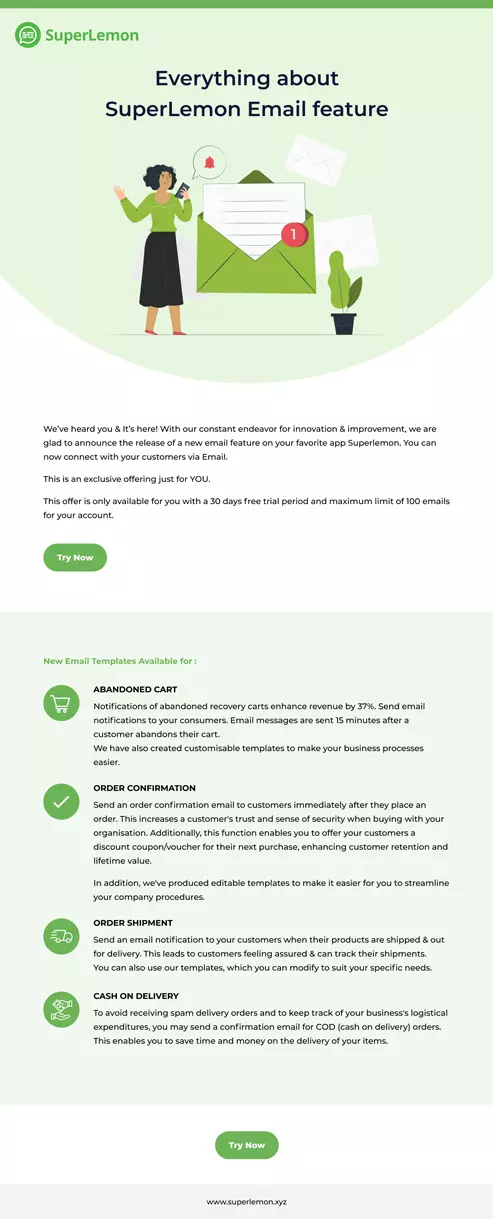 SuperLemon
Everything about
SuperLemon Email feature
1
We've heard you & It's here! With our constant endeavor for innovation & improvement, we are
glad to announce the release of a new email feature on your favorite app Superlemon. You can
now connect with your customers via Email.
This is an exclusive offering just for YOU.
This offer is only available for you with a 30 days free trial period and maximum limit of 100 emails
for your account.
Try Now
New Email Templates Available for :
ABANDONED CART
Notifications of abandoned recovery carts enhance revenue by 37%. Send email
notifications to your consumers. Email messages are sent 15 minutes after a
customer abandons their cart.
We have also created customisable templates to make your business processes
easier.
ORDER CONFIRMATION
Send an order confirmation email to customers immediately after they place an
order. This increases a customer's trust and sense of security when buying with your
organisation. Additionally, this function enables you to offer your customers a
discount coupon/voucher for their next purchase, enhancing customer retention and
lifetime value.
In addition, we've produced editable templates to make it easier for you to streamline
your company procedures.
ORDER SHIPMENT
Send an email notification to your customers when their products are shipped & out
for delivery. This leads to customers feeling assured & can track their shipments.
You can also use our templates, which you can modify to suit your specific needs.
CASH ON DELIVERY
To avoid receiving spam delivery orders and to keep track of your business's logistical
expenditures, you may send a confirmation email for COD (cash on delivery) orders.
This enables you to save time and money on the delivery of your items.
Try Now
www.superlemon.xyz